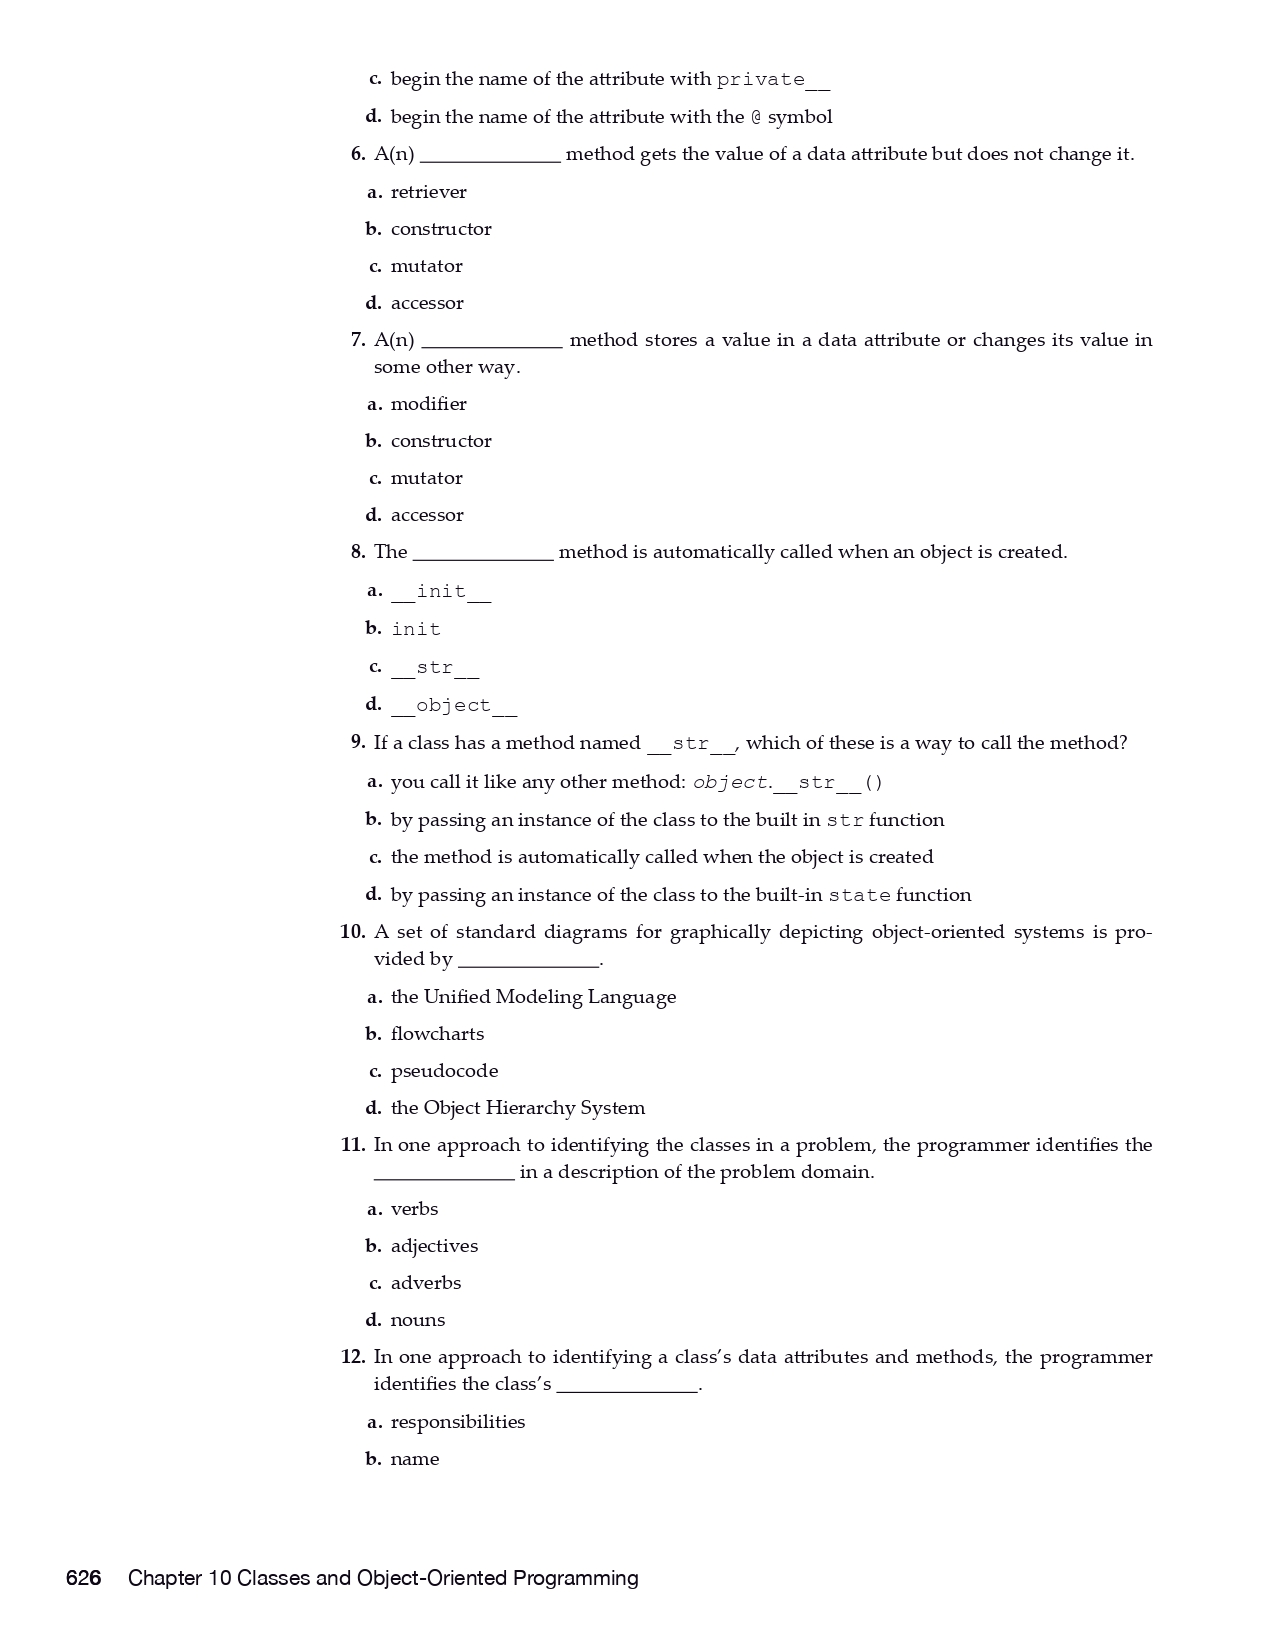 c. begin the name of the attribute with private__
d. begin the name of the attribute with the @ symbol
6. A(n) ______________ method gets the value of a data attribute but does not change it.
a. retriever
b. constructor
c. mutator
d. accessor
7. A(n) ______________ method stores a value in a data attribute or changes its value in
some other way.
a. modifier
b. constructor
c. mutator
d. accessor
8. The ______________ method is automatically called when an object is created.
a. __init__
b. init
c. __str__
d. __object__
9. If a class has a method named __str__, which of these is a way to call the method?
a. you call it like any other method: object.__str__()
b. by passing an instance of the class to the built in str function
c. the method is automatically called when the object is created
d. by passing an instance of the class to the built-in state function
10. A set of standard diagrams for graphically depicting object-oriented systems is pro-
vided by ______________.
a. the Unified Modeling Language
b. flowcharts
c. pseudocode
d. the Object Hierarchy System
11. In one approach to identifying the classes in a problem, the programmer identifies the
______________ in a description of the problem domain.
a. verbs
b. adjectives
c. adverbs
d. nouns
12. In one approach to identifying a class’s data attributes and methods, the programmer
identifies the class’s ______________.
a. responsibilities
b. name
626 Chapter 10 Classes and Object-Oriented Programming